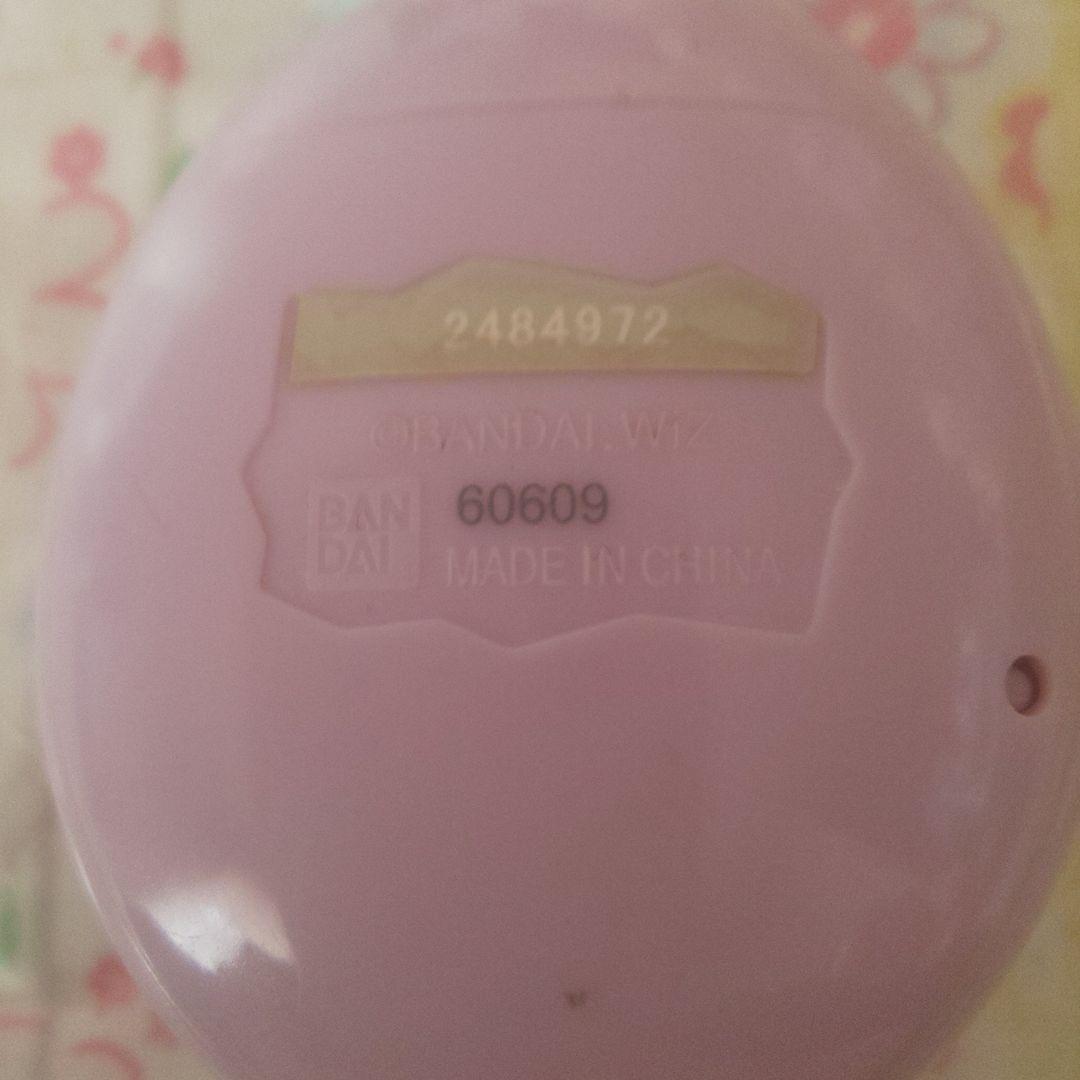 2484972
©BANDAI.WiZ
60609
BAN
DAI
MADE IN CHINA